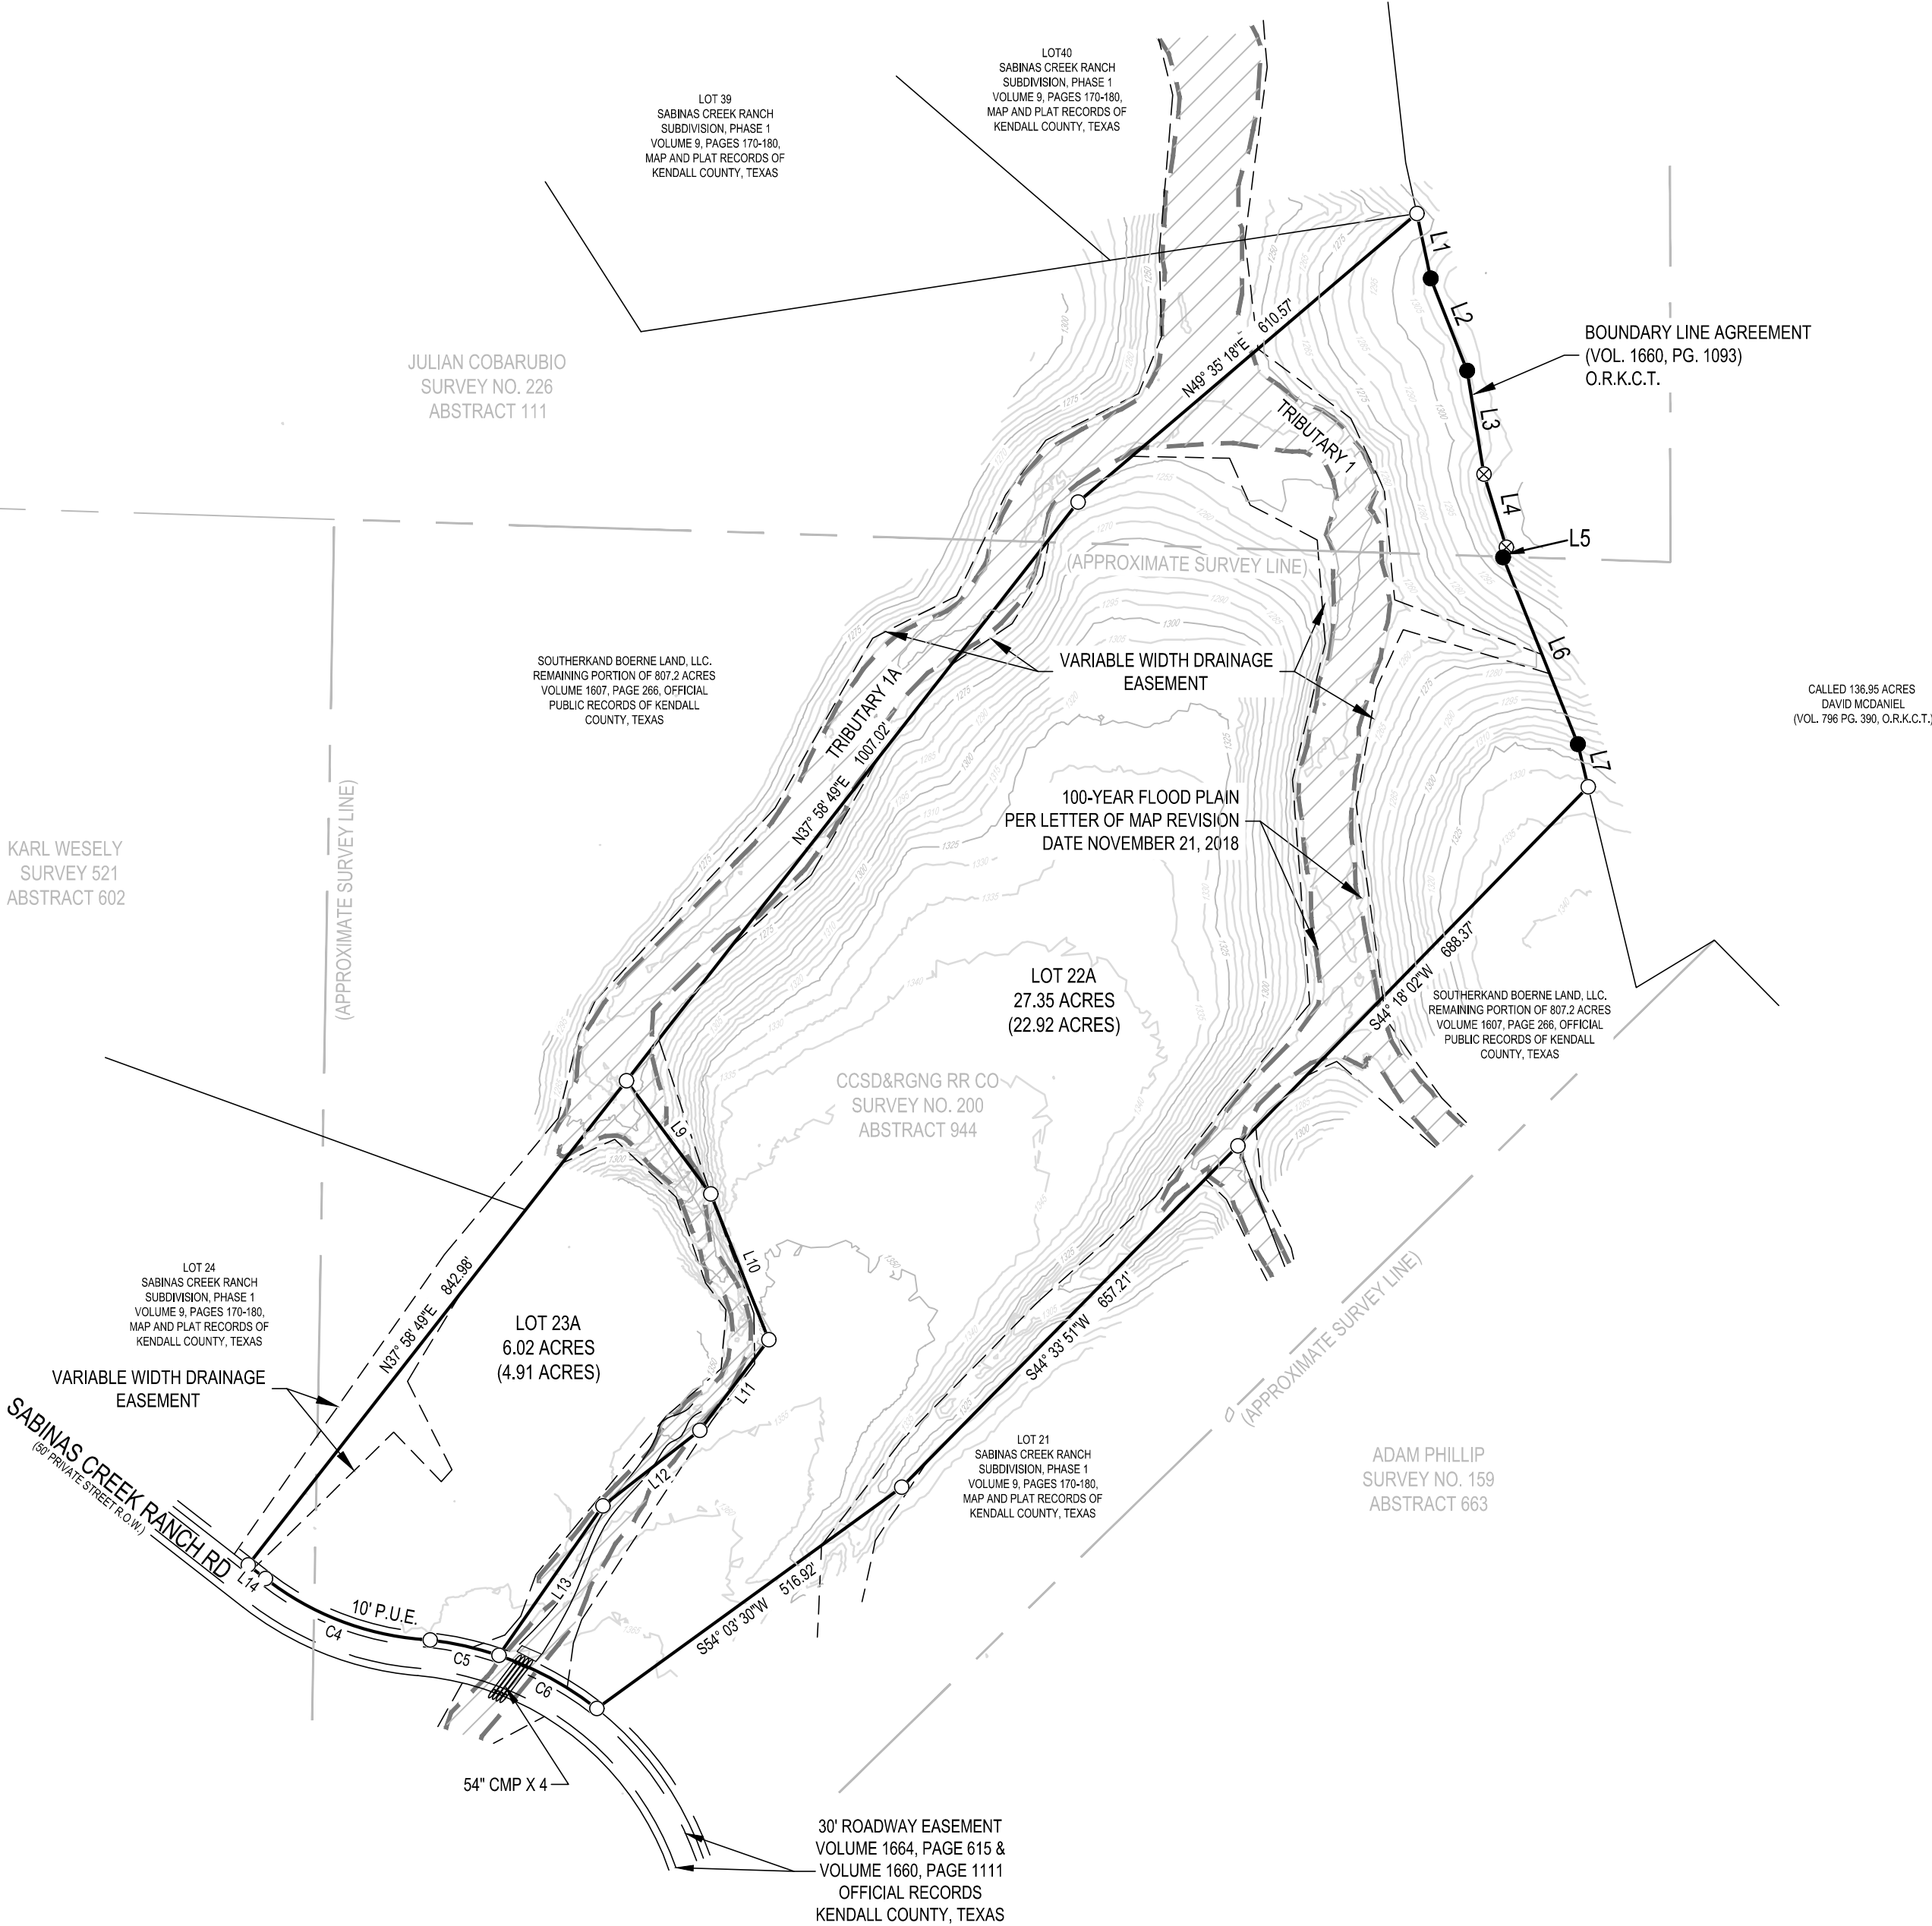 LOT40
SABINAS CREEK RANCH
SUBDIVISION, PHASE 1
VOLUME 9, PAGES 170-180,
MAP AND PLAT RECORDS OF
KENDALL COUNTY, TEXAS
LOT 39
SABINAS CREEK RANCH
SUBDIVISION, PHASE 1
VOLUME 9, PAGES 170-180,
MAP AND PLAT RECORDS OF
KENDALL COUNTY, TEXAS
L1
L2
L3
L4
L5
L6
L7
BOUNDARY LINE AGREEMENT
(VOL. 1660, PG. 1093)
O.R.K.C.T.
JULIAN COBARUBIO
SURVEY NO. 226
ABSTRACT 111
N49° 35' 18"E 610.57'
TRIBUTARY 1
(APPROXIMATE SURVEY LINE)
SOUTHERKAND BOERNE LAND, LLC.
REMAINING PORTION OF 807.2 ACRES
VOLUME 1607, PAGE 266, OFFICIAL
PUBLIC RECORDS OF KENDALL
COUNTY, TEXAS
VARIABLE WIDTH DRAINAGE
EASEMENT
CALLED 136.95 ACRES
DAVID MCDANIEL
(VOL. 796 PG. 390, O.R.K.C.T.)
TRIBUTARY 1A
N37° 58' 49"E 1007.02'
100-YEAR FLOOD PLAIN
PER LETTER OF MAP REVISION
DATE NOVEMBER 21, 2018
KARL WESELY
SURVEY 521
ABSTRACT 602
(APPROXIMATE SURVEY LINE)
LOT 22A
27.35 ACRES
(22.92 ACRES)
S44° 18' 02"W 688.37'
SOUTHERKAND BOERNE LAND, LLC.
REMAINING PORTION OF 807.2 ACRES
VOLUME 1607, PAGE 266, OFFICIAL
PUBLIC RECORDS OF KENDALL
COUNTY, TEXAS
CCSD&RGNG RR CO
SURVEY NO. 200
ABSTRACT 944
L9
L10
L11
L12
L13
L14
LOT 24
SABINAS CREEK RANCH
SUBDIVISION, PHASE 1
VOLUME 9, PAGES 170-180,
MAP AND PLAT RECORDS OF
KENDALL COUNTY, TEXAS
N37° 58' 49"E 842.98'
LOT 23A
6.02 ACRES
(4.91 ACRES)
VARIABLE WIDTH DRAINAGE
EASEMENT
S44° 33' 51"W 657.21'
(APPROXIMATE SURVEY LINE)
SABINAS CREEK RANCH RD
(50' PRIVATE STREET R.O.W.)
LOT 21
SABINAS CREEK RANCH
SUBDIVISION, PHASE 1
VOLUME 9, PAGES 170-180,
MAP AND PLAT RECORDS OF
KENDALL COUNTY, TEXAS
ADAM PHILLIP
SURVEY NO. 159
ABSTRACT 663
10' P.U.E.
C4
C5
C6
S54° 03' 30"W 516.92'
54" CMP X 4
30' ROADWAY EASEMENT
VOLUME 1664, PAGE 615 &
VOLUME 1660, PAGE 1111
OFFICIAL RECORDS
KENDALL COUNTY, TEXAS